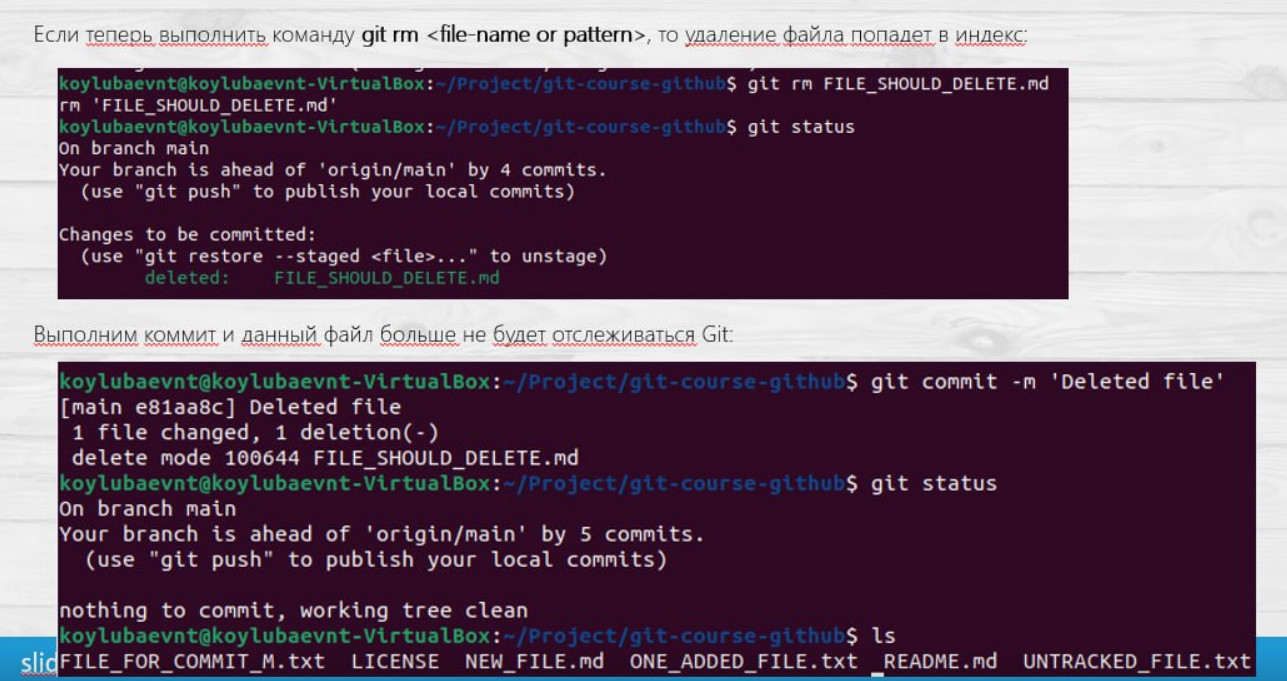 Если теперь выполнить команду git rm <file-name or pattern>, то удаление файла попадет в индекс:
koylubaevnt@koylubaevnt-VirtualBox:~/Project/git-course-github$ git rm FILE_SHOULD_DELETE.md
rm 'FILE_SHOULD_DELETE.md'
koylubaevnt@koylubaevnt-VirtualBox:~/Project/git-course-github$ git status
On branch main
Your branch is ahead of 'origin/main' by 4 commits.
(use "git push" to publish your local commits)
Changes to be committed:
(use "git restore --staged <file>..." to unstage)
deleted: FILE_SHOULD_DELETE.md
Выполним коммит и данный файл больше не будет отслеживаться Git:
koylubaevnt@koylubaevnt-VirtualBox:~/Project/git-course-github$ git commit -m 'Deleted file'
[main e81aa8c] Deleted file
1 file changed, 1 deletion(-)
delete mode 100644 FILE_SHOULD_DELETE.md
koylubaevnt@koylubaevnt-VirtualBox:~/Project/git-course-github$ git status
On branch main
Your branch is ahead of 'origin/main' by 5 commits.
(use "git push" to publish your local commits)
nothing to commit, working tree clean
koylubaevnt@koylubaevnt-VirtualBox:~/Project/git-course-github$ ls
FILE_FOR_COMMIT_M.txt LICENSE NEW_FILE.md ONE_ADDED_FILE.txt README.md UNTRACKED_FILE.txt